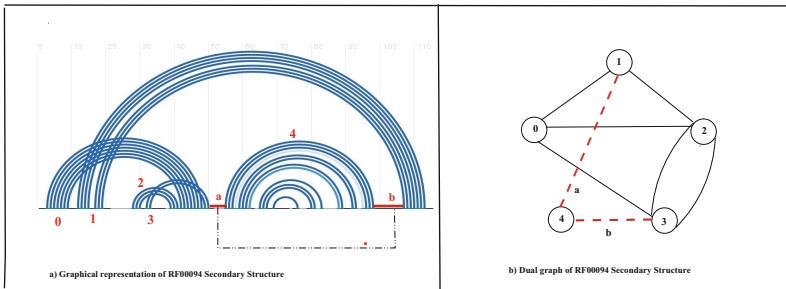 0 10 20 30 40 50 60 70 80 90 100 110
4
2
a
b
0
1
3
a) Graphical representation of RF00094 Secondary Structure
1
0
2
a
4
3
b
b) Dual graph of RF00094 Secondary Structure